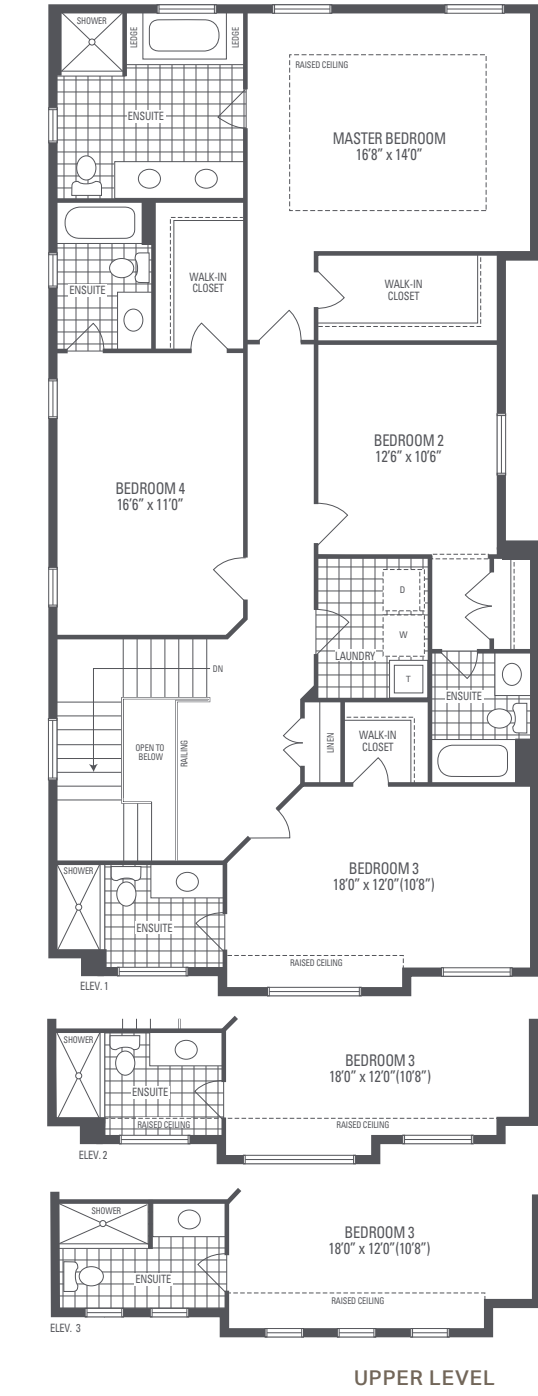 SHOWER
LEDGE
LEDGE
RAISED CEILING
ENSUITE
MASTER BEDROOM
16'8" x 14'0"
ENSUITE
WALK-IN
CLOSET
WALK-IN
CLOSET
BEDROOM 2
12'6" x 10'6"
BEDROOM 4
16'6" x 11'0"
D
W
LAUNDRY
T
DN
ENSUITE
OPEN TO
BELOW
RAILING
LINEN
WALK-IN
CLOSET
SHOWER
BEDROOM 3
18'0" x 12'0"(10'8")
ENSUITE
RAISED CEILING
ELEV. 1
SHOWER
BEDROOM 3
18'0" x 12'0"(10'8")
ENSUITE
RAISED CEILING
RAISED CEILING
ELEV. 2
SHOWER
BEDROOM 3
18'0" x 12'0"(10'8")
ENSUITE
RAISED CEILING
ELEV. 3
UPPER LEVEL